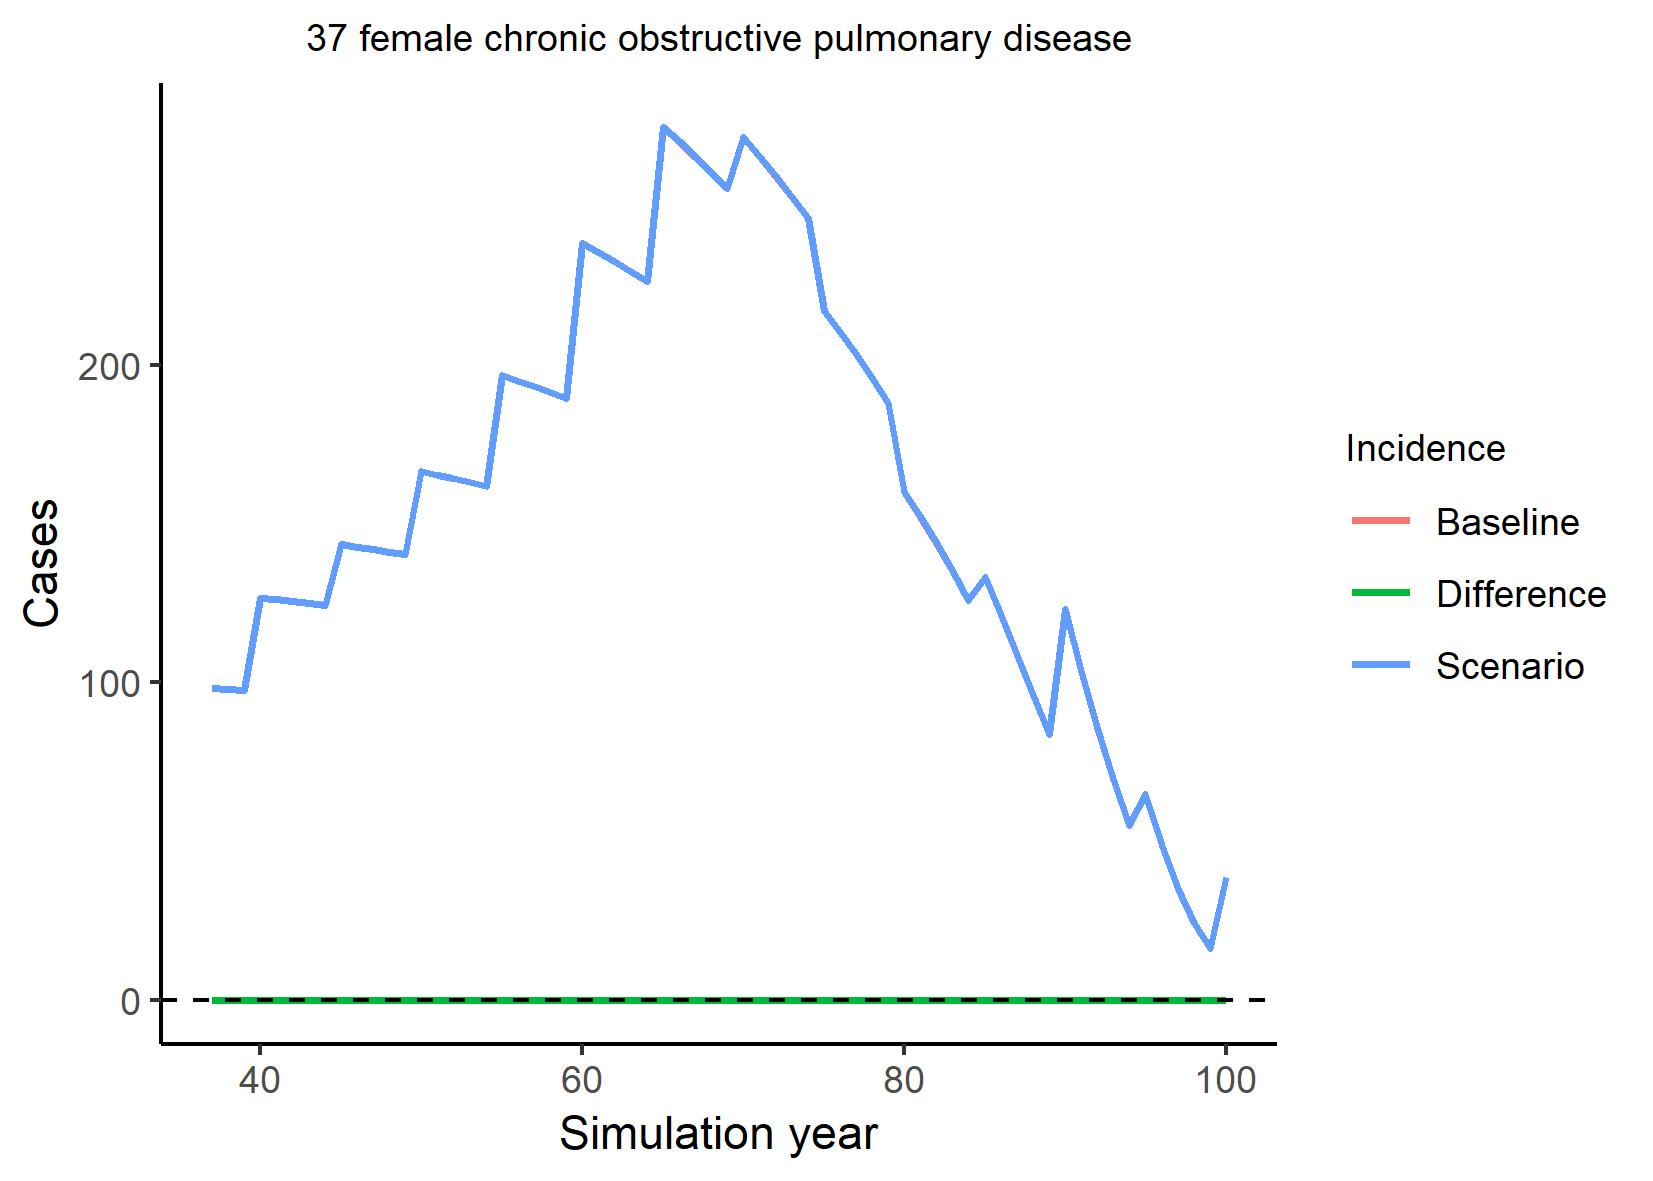 37 female chronic obstructive pulmonary disease
Cases
200
100
0
40 60 80 100
Simulation year
Incidence
Baseline
Difference
Scenario